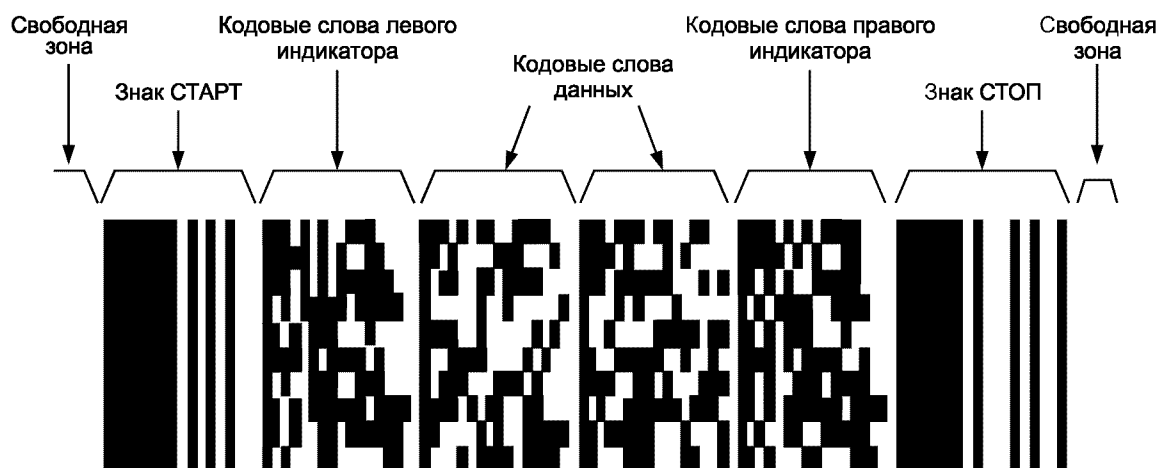 Свободная
зона
Знак СТАРТ
Кодовые слова левого
индикатора
Кодовые слова
данных
Кодовые слова правого
индикатора
Знак СТОП
Свободная
зона